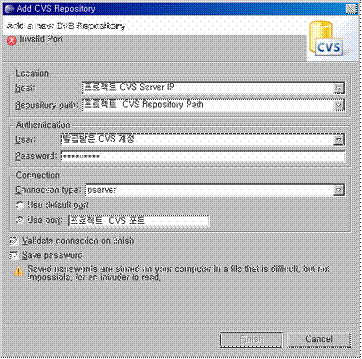 Add CVS Repository
Add a new CVS Repository
Invalid Port
CVS
Location
Host: 프로젝트 CVS Server IP
Repository path: 프로젝트 CVS Repository Path
Authentication
User: 발급받은 CVS 계정
Password: *********
Connection
Connection type: pserver
Use default port
Use port: 프로젝트 CVS 포트
Validate connection on finish
Save password
Saved passwords are stored on your computer in a file that is difficult, but not
impossible, for an intruder to read.
Finish
Cancel